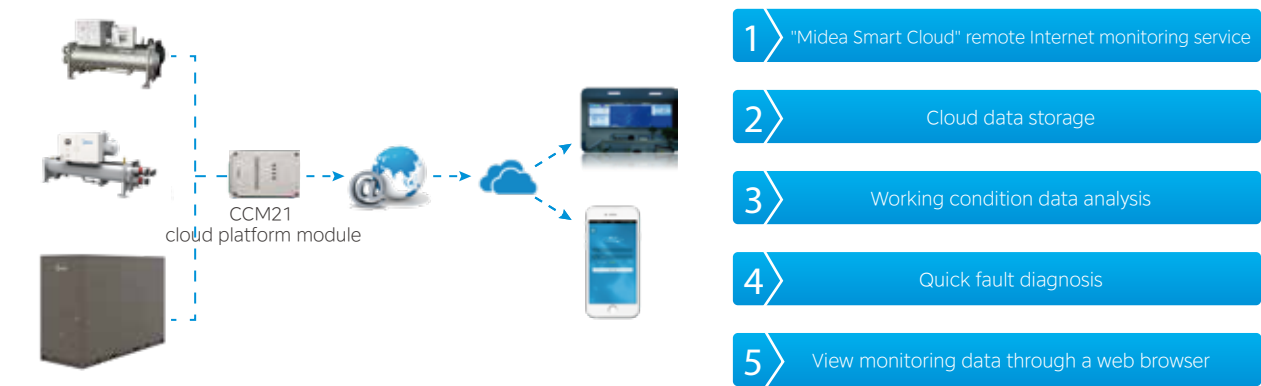 CCM21
cloud platform module
@
1
"Midea Smart Cloud" remote Internet monitoring service
2
Cloud data storage
3
Working condition data analysis
4
Quick fault diagnosis
5
View monitoring data through a web browser